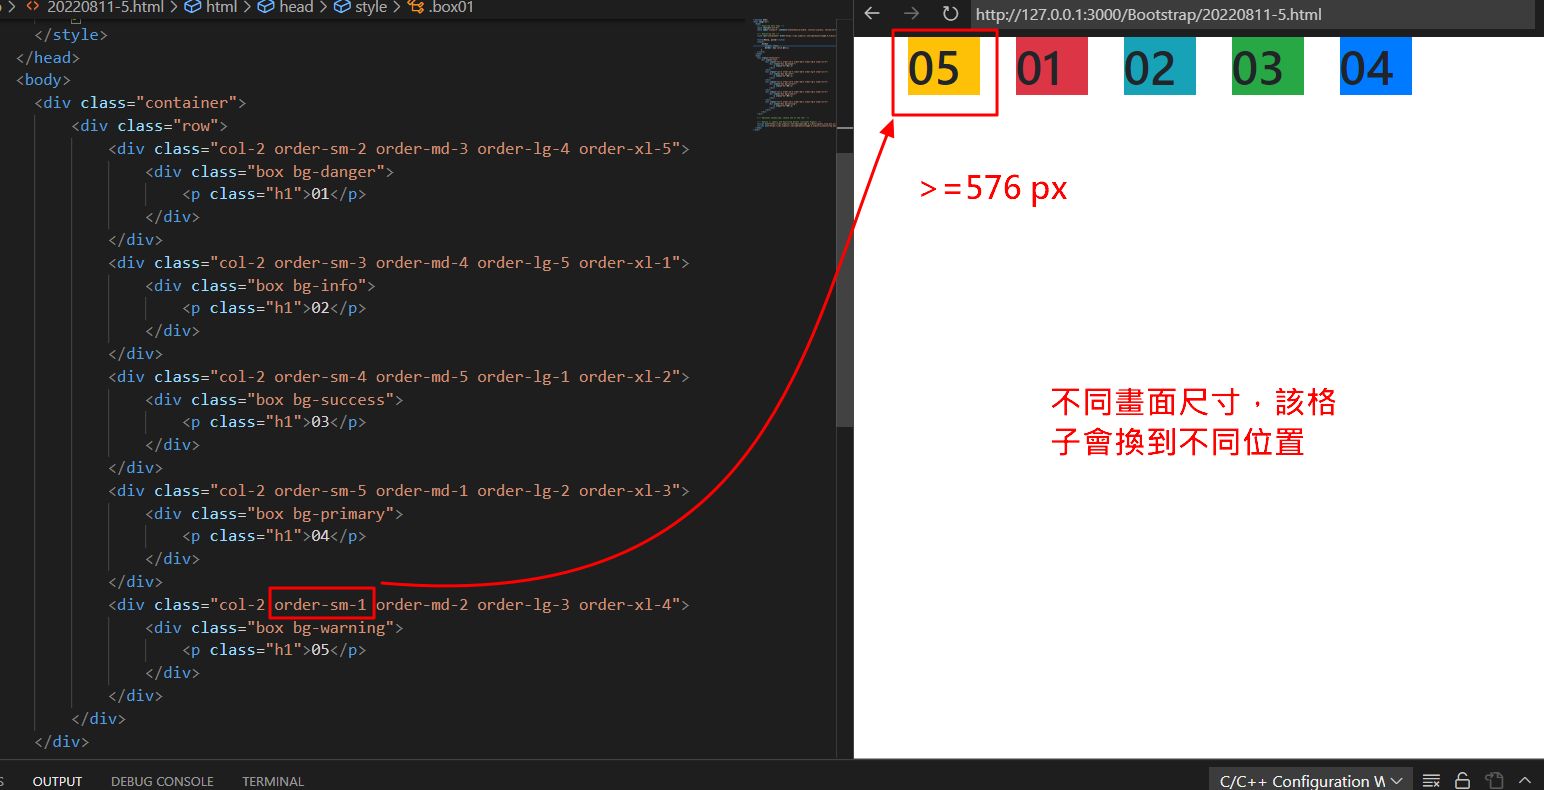 20220811-5.html > html > head > style > .box01
</style>
</head>
<body>
<div class="container">
<div class="row">
<div class="col-2 order-sm-2 order-md-3 order-lg-4 order-xl-5">
<div class="box bg-danger">
<p class="h1">01</p>
</div>
</div>
<div class="col-2 order-sm-3 order-md-4 order-lg-5 order-xl-1">
<div class="box bg-info">
<p class="h1">02</p>
</div>
</div>
<div class="col-2 order-sm-4 order-md-5 order-lg-1 order-xl-2">
<div class="box bg-success">
<p class="h1">03</p>
</div>
</div>
<div class="col-2 order-sm-5 order-md-1 order-lg-2 order-xl-3">
<div class="box bg-primary">
<p class="h1">04</p>
</div>
</div>
<div class="col-2 order-sm-1 order-md-2 order-lg-3 order-xl-4">
<div class="box bg-warning">
<p class="h1">05</p>
</div>
</div>
</div>
</div>
OUTPUT DEBUG CONSOLE TERMINAL
C/C++ Configuration W
http://127.0.0.1:3000/Bootstrap/20220811-5.html
05 01 02 03 04
>=576 px
不同畫面尺寸，該格
子會換到不同位置